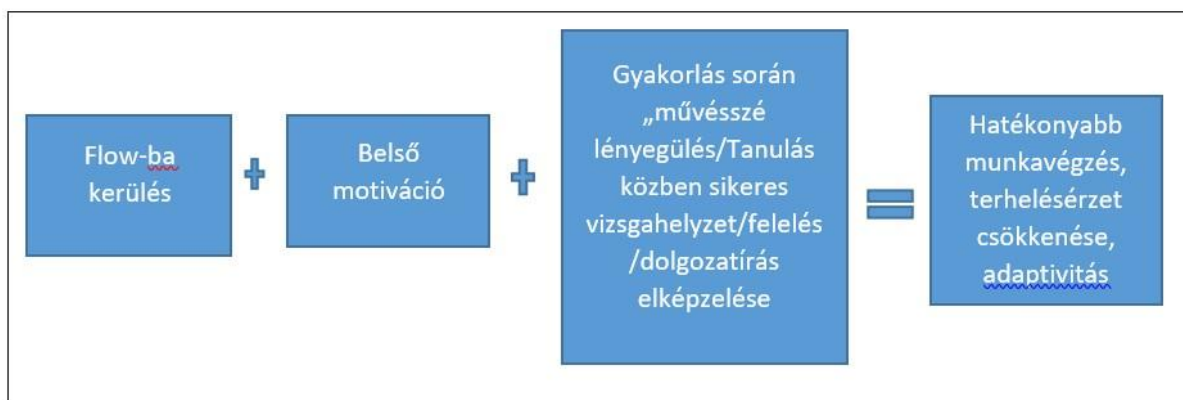 Flow-ba
kerülés
+
Belső
motiváció
+
Gyakorlás során
„művésszé
lényegülés/Tanulás
közben sikeres
vizsgahelyzet/felelés
/dolgozatírás
elképzelése
=
Hatékonyabb
munkavégzés,
terhelésérzet
csökkenése,
adaptivitás